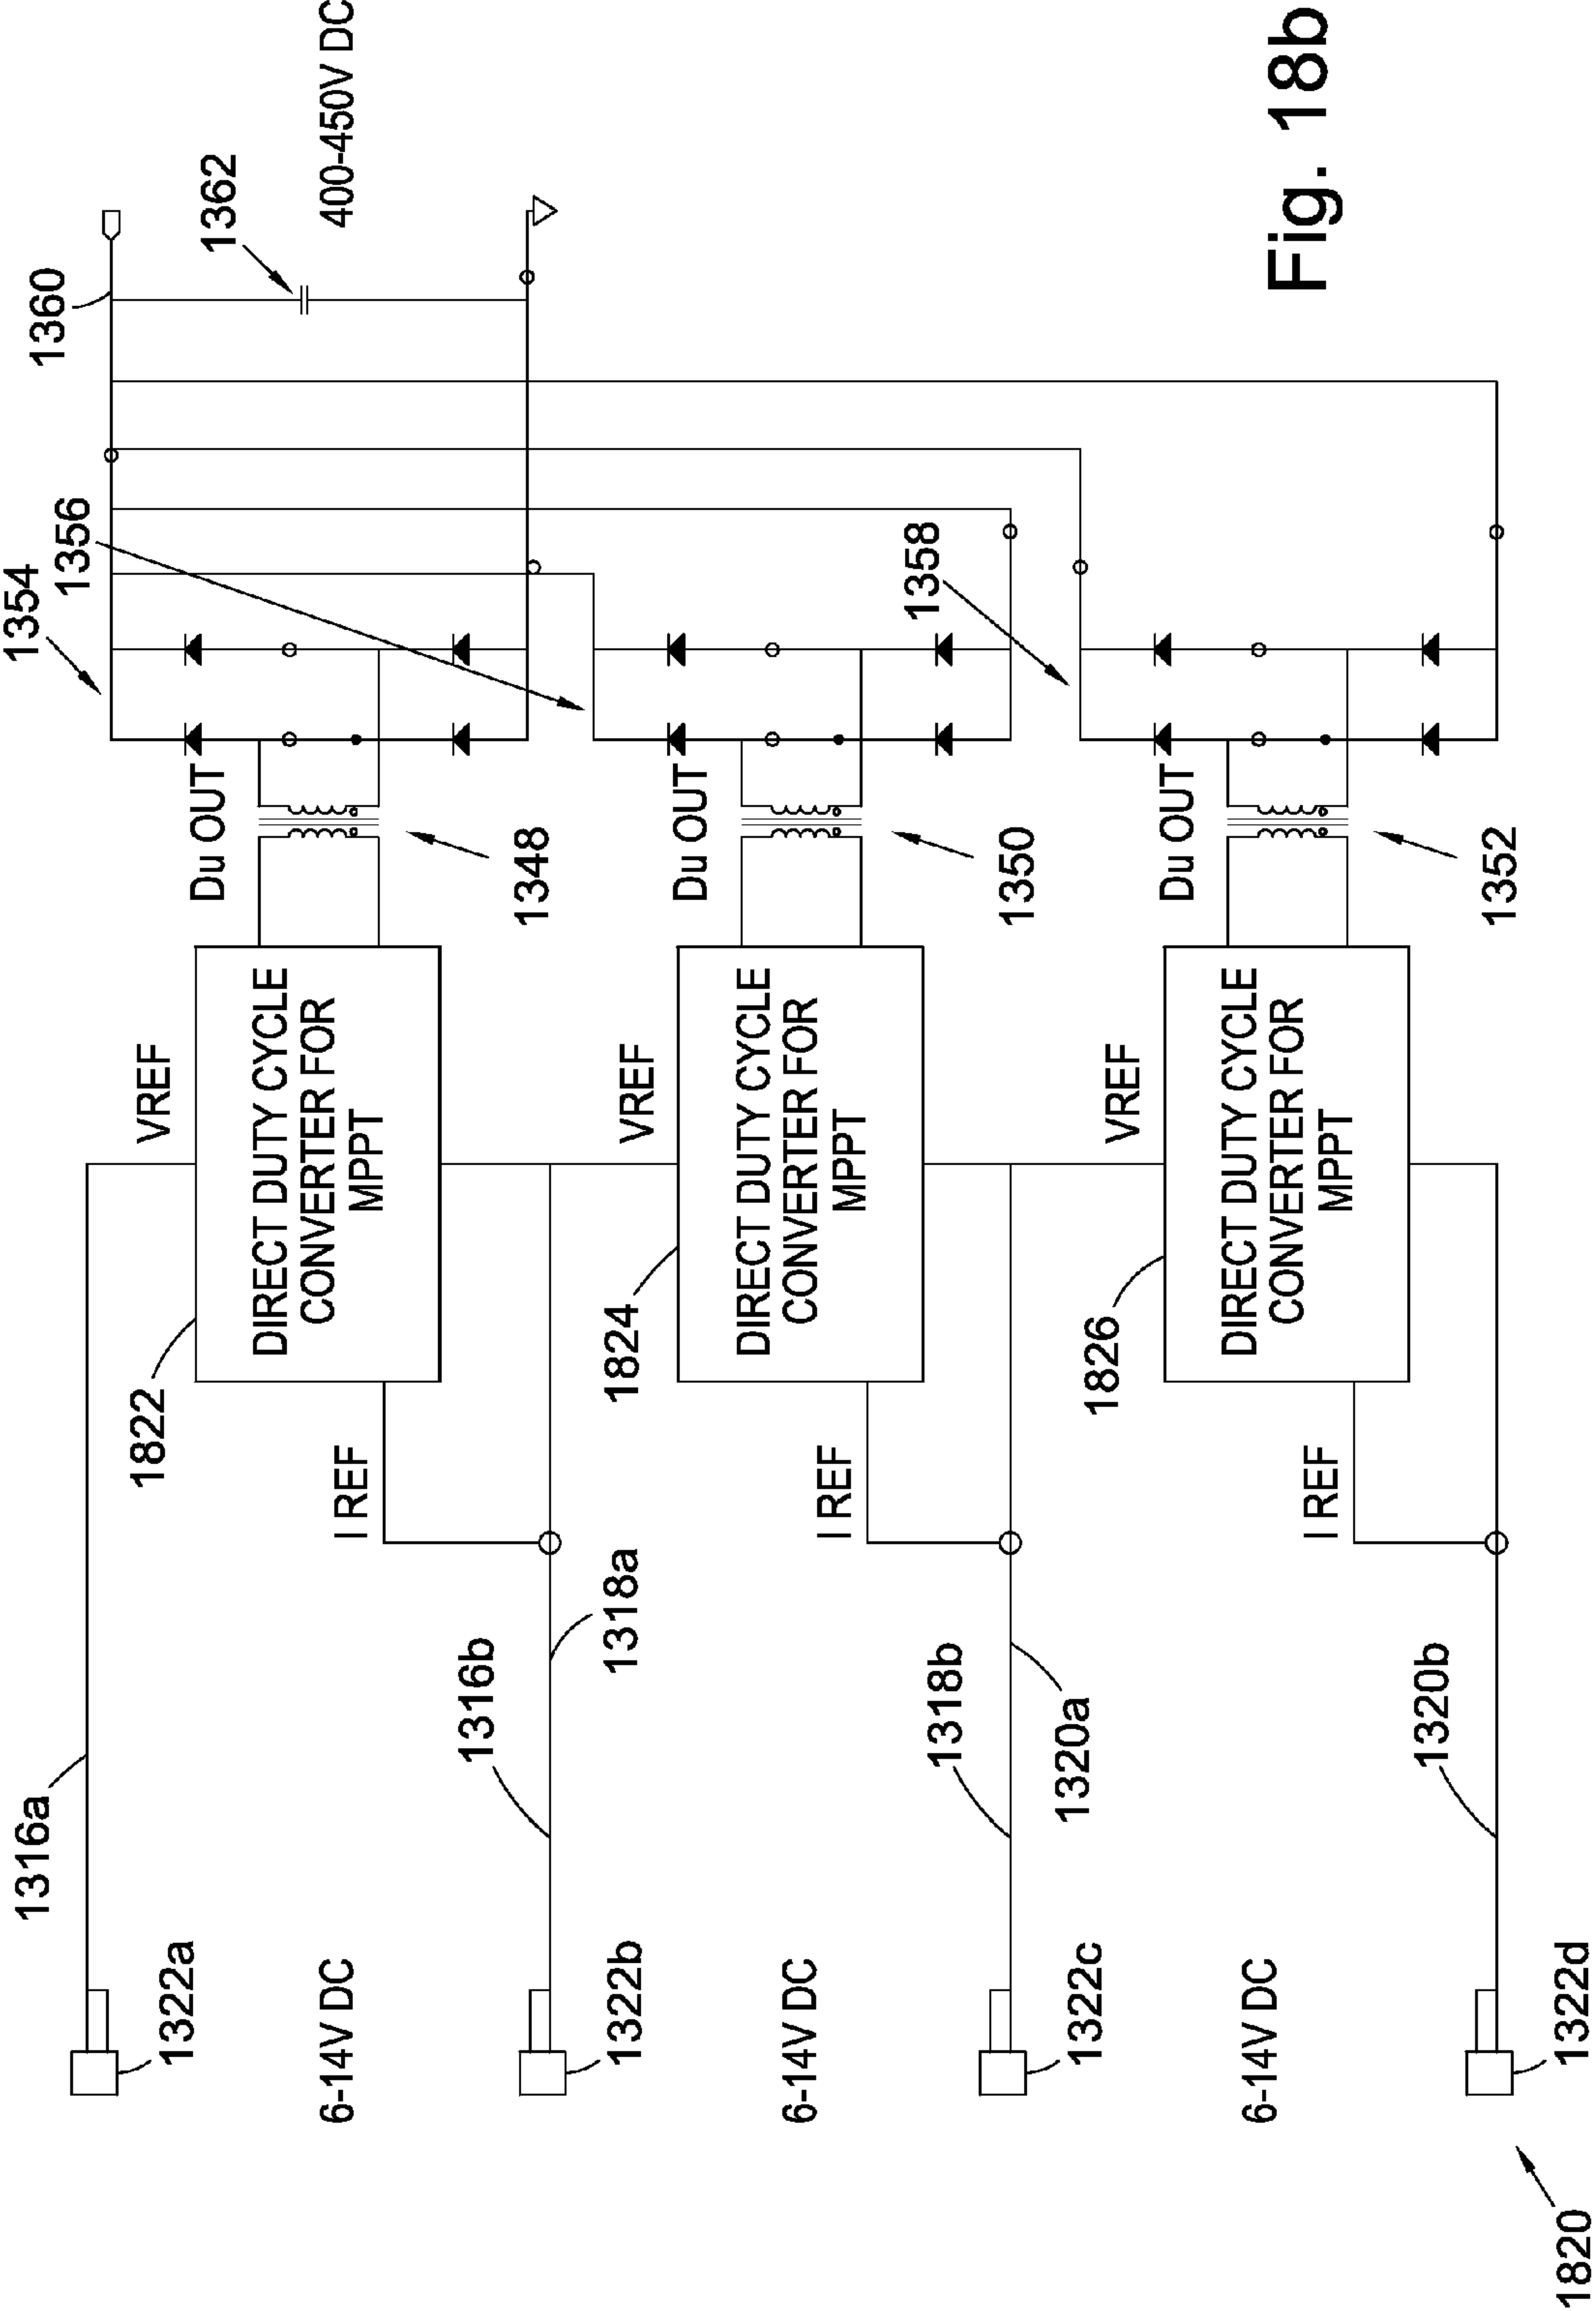 1316a
1322a
6-14V DC
1322b
6-14V DC
1322c
6-14V DC
1322d
1820
1316b
1318a
1318b
1320a
1320b
1822
I REF
1824
I REF
1826
I REF
VREF
DIRECT DUTY CYCLE
CONVERTER FOR
MPPT
VREF
DIRECT DUTY CYCLE
CONVERTER FOR
MPPT
VREF
DIRECT DUTY CYCLE
CONVERTER FOR
MPPT
Du OUT
1348
Du OUT
1350
Du OUT
1352
1354
1356
1358
1360
1362
400-450V DC
Fig. 18b